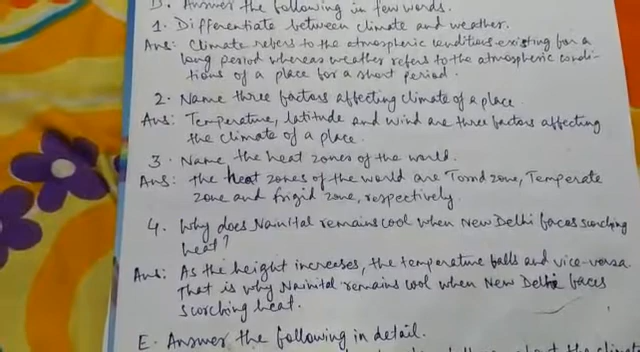 D. Answer the following in few words.
1. Differentiate between climate and weather.
Ans: Climate refers to the atmospheric conditions existing for a
long period whereas weather refers to the atmospheric condi-
tions of a place for a short period.
2. Name three factors affecting climate of a place.
Ans: Temperature, latitude and wind are three factors affecting
the climate of a place.
3. Name the heat zones of the world.
Ans: The heat zones of the world are Torrid zone, Temperate
zone and frigid zone, respectively.
4. Why does Nainital remains cool when New Delhi faces scorching
heat?
Ans: As the height increases, the temperature falls and vice-versa.
That is why Nainital remains cool when New Delhi faces
scorching heat.
E. Answer the following in detail.